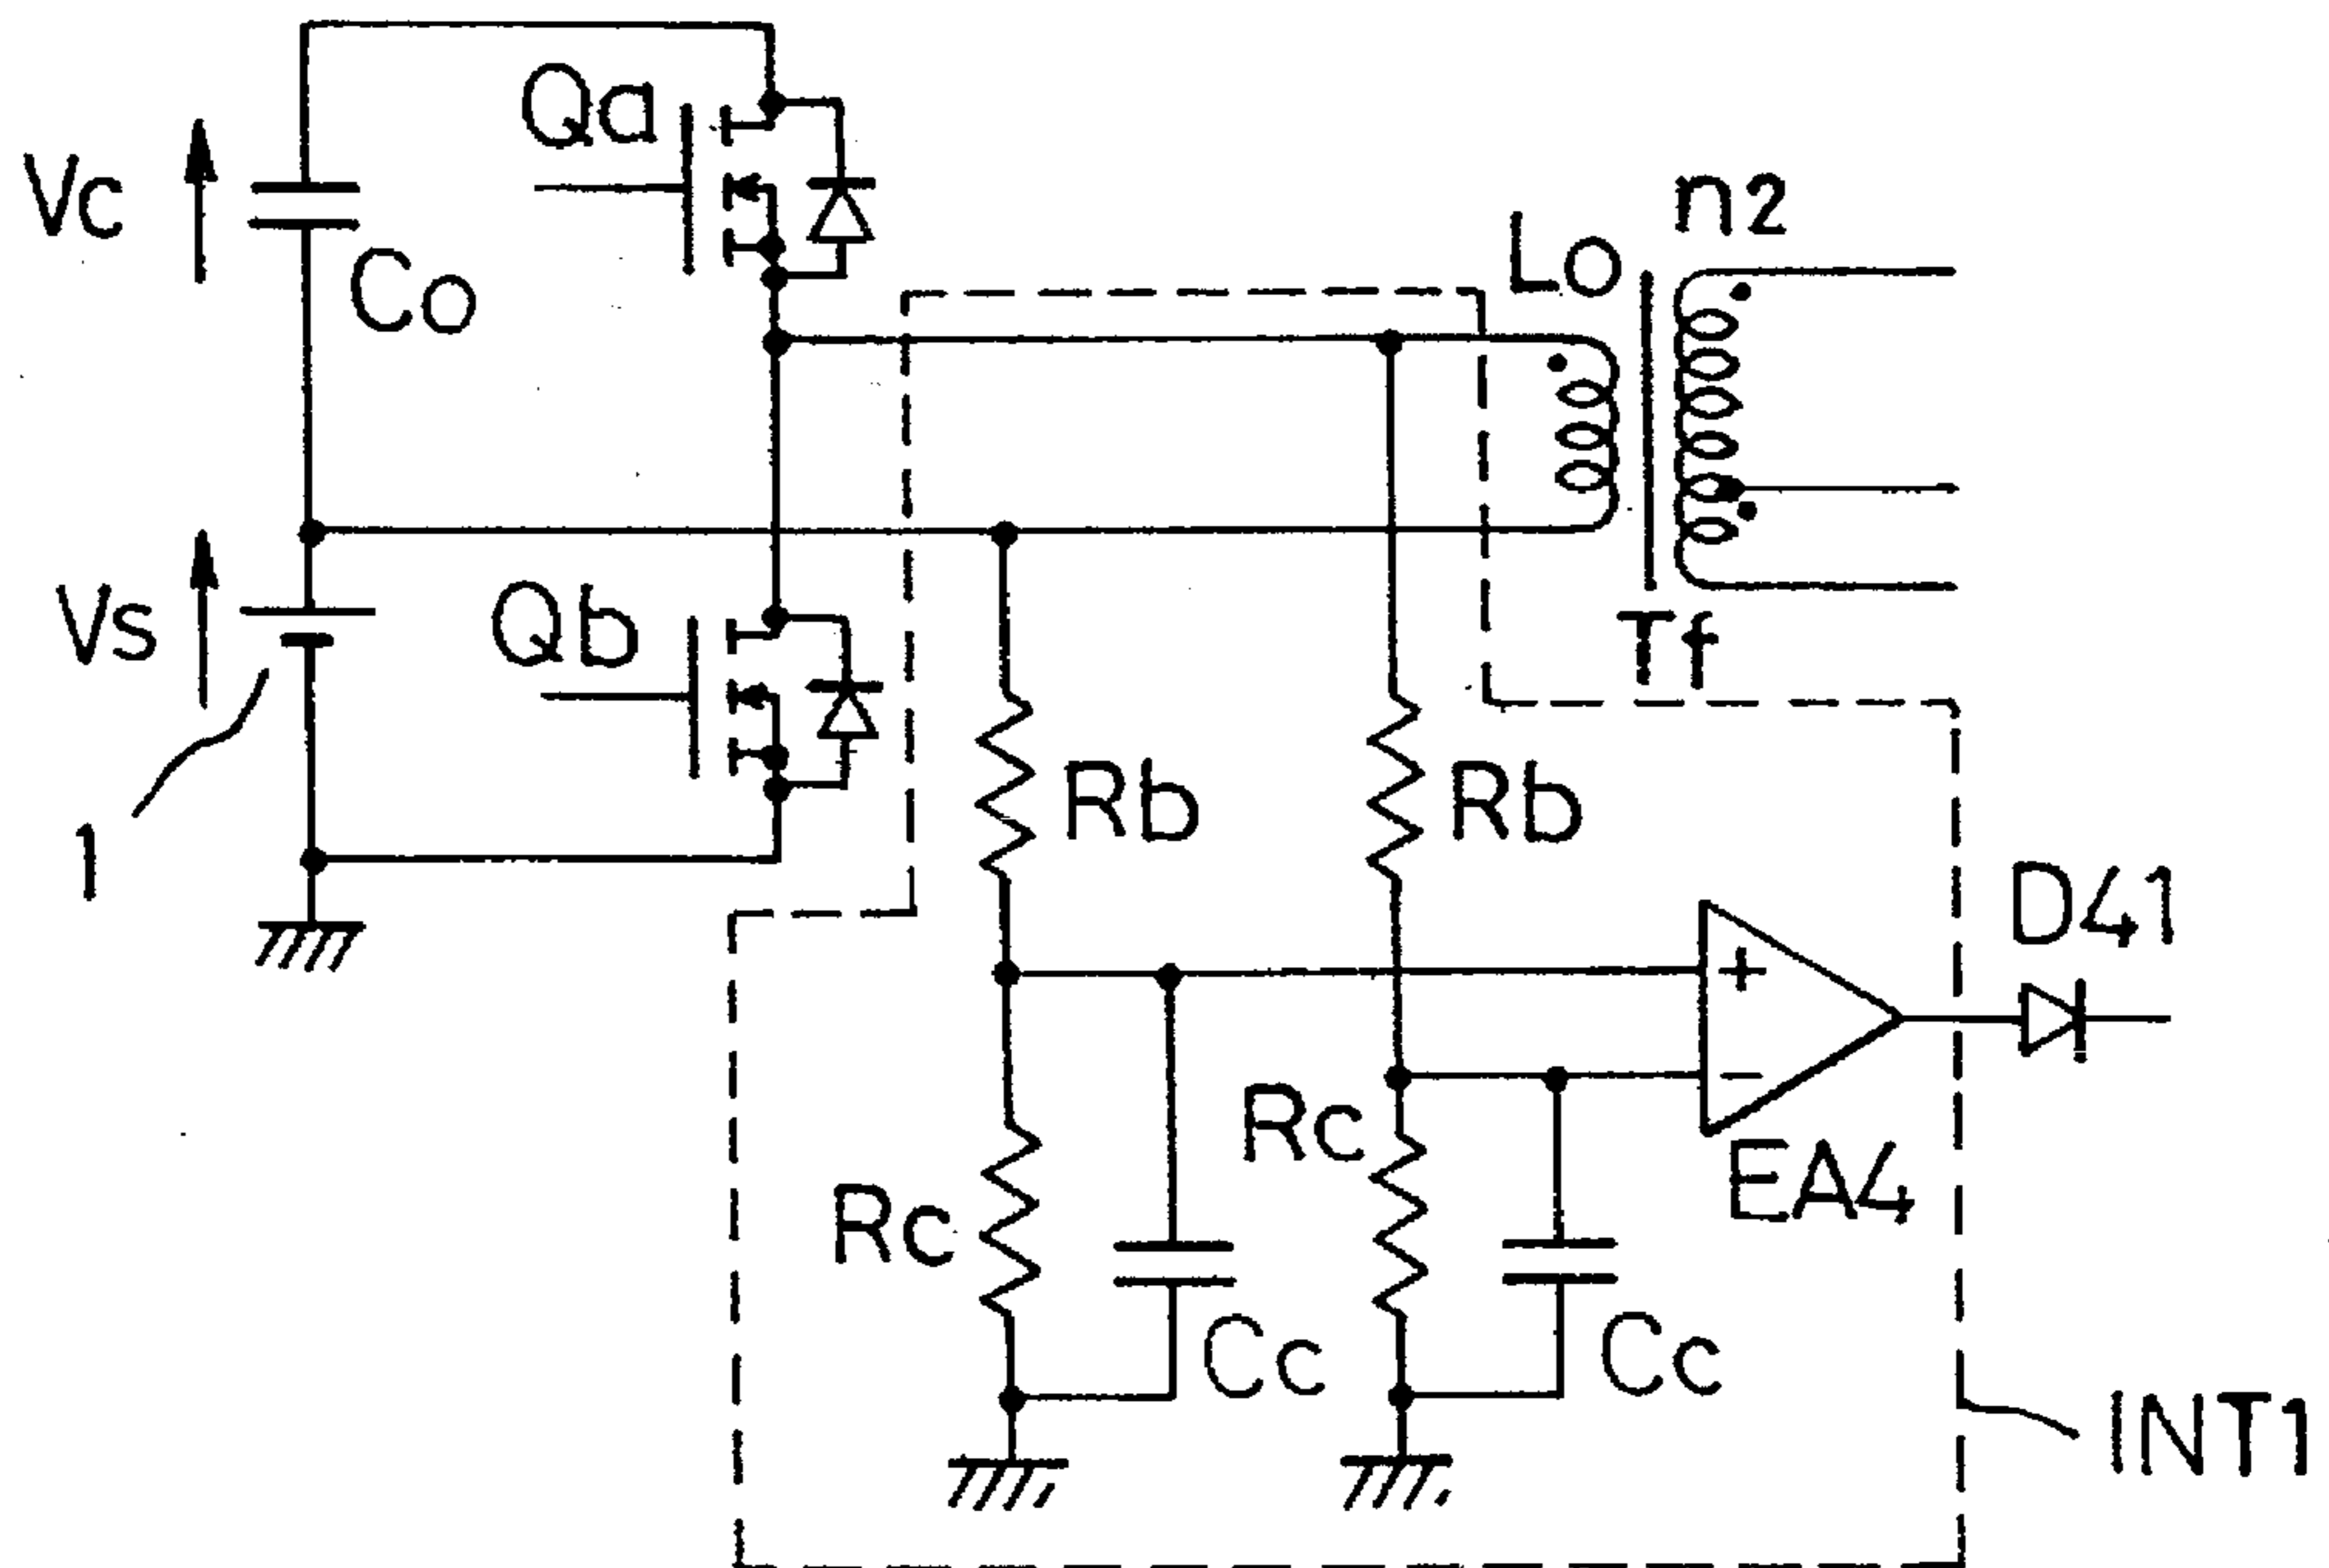 Qa
Vc
n2
Lo
Co
Vs
Qb
Tf
Rb
Rb
1
D41
+
−
Rc
EA4
Rc
Cc
Cc
INT1